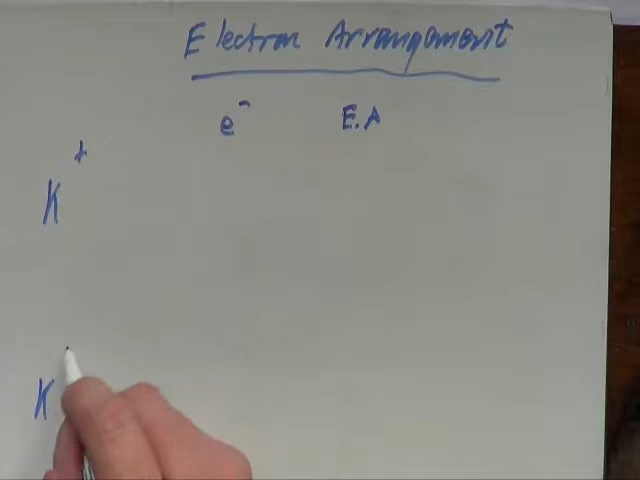 Electron Arrangement
e⁻ E.A
K⁺
K